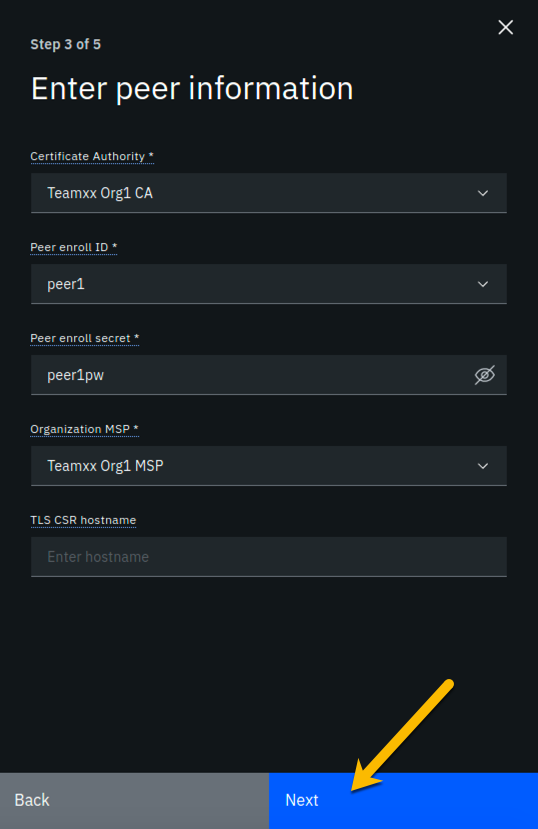 Step 3 of 5
Enter peer information
Certificate Authority *
Teamxx Org1 CA
Peer enroll ID *
peer1
Peer enroll secret *
peer1pw
Organization MSP *
Teamxx Org1 MSP
TLS CSR hostname
Enter hostname
Back
Next